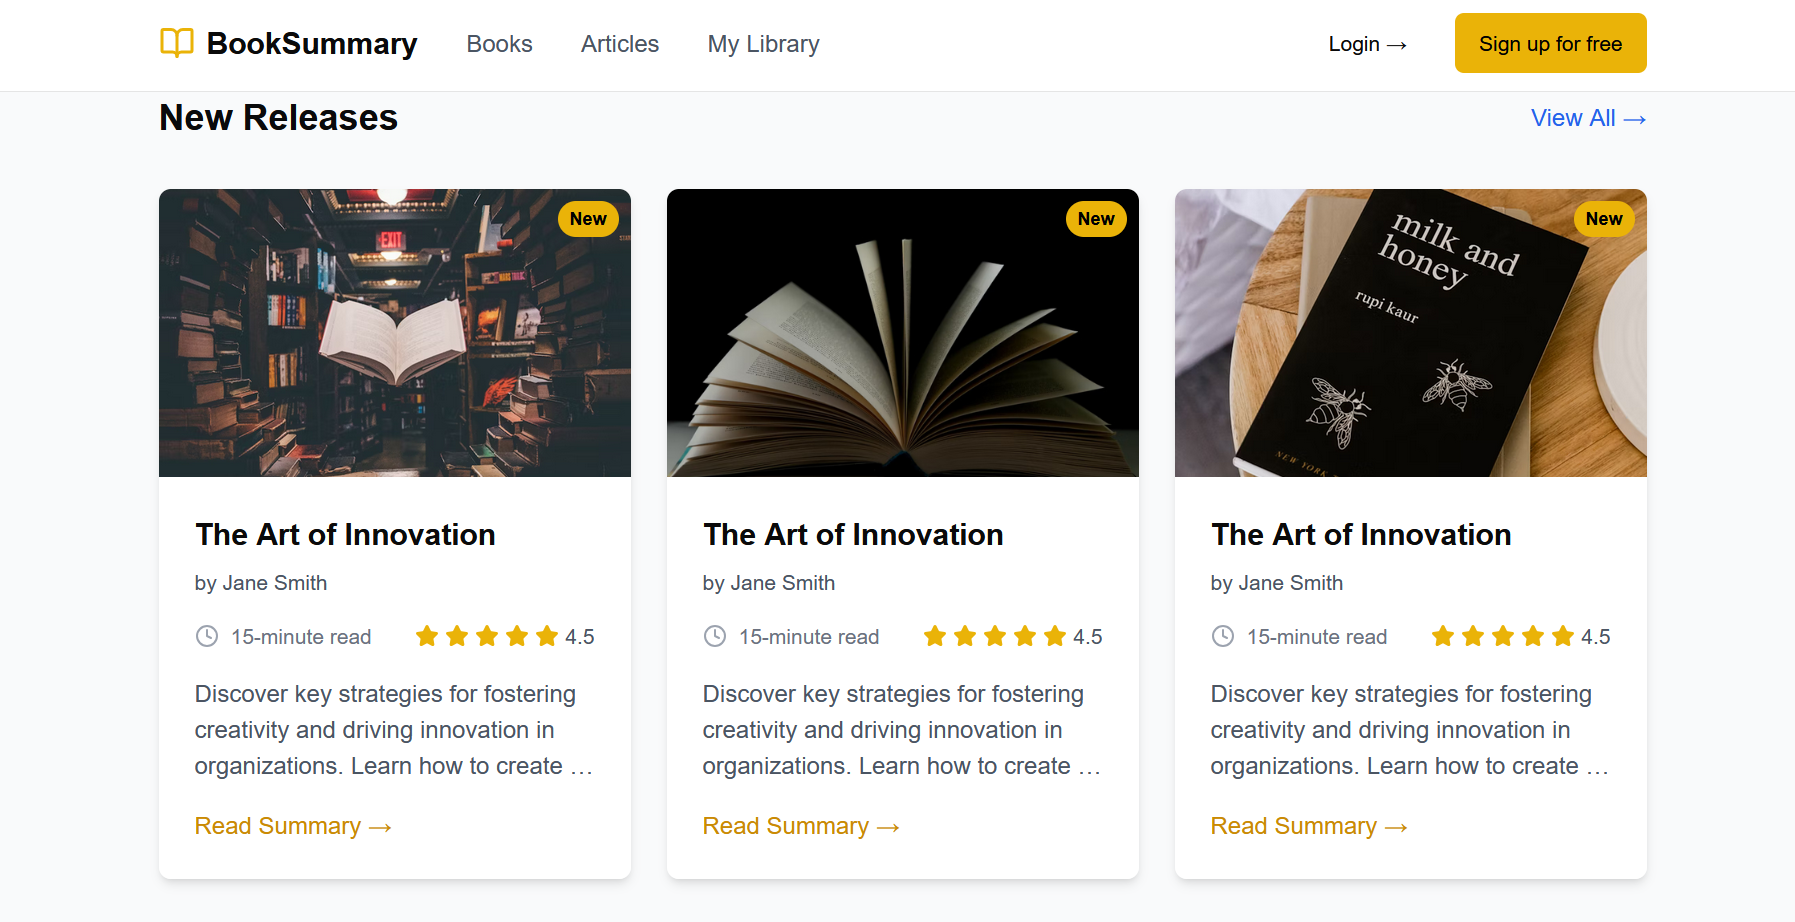 BookSummary
Books
Articles
My Library
Login →
Sign up for free
New Releases
View All →
EXIT
New
New
milk and
honey
rupi kaur
NEW YORK
New
The Art of Innovation
by Jane Smith
15-minute read
4.5
Discover key strategies for fostering
creativity and driving innovation in
organizations. Learn how to create …
Read Summary →
The Art of Innovation
by Jane Smith
15-minute read
4.5
Discover key strategies for fostering
creativity and driving innovation in
organizations. Learn how to create …
Read Summary →
The Art of Innovation
by Jane Smith
15-minute read
4.5
Discover key strategies for fostering
creativity and driving innovation in
organizations. Learn how to create …
Read Summary →